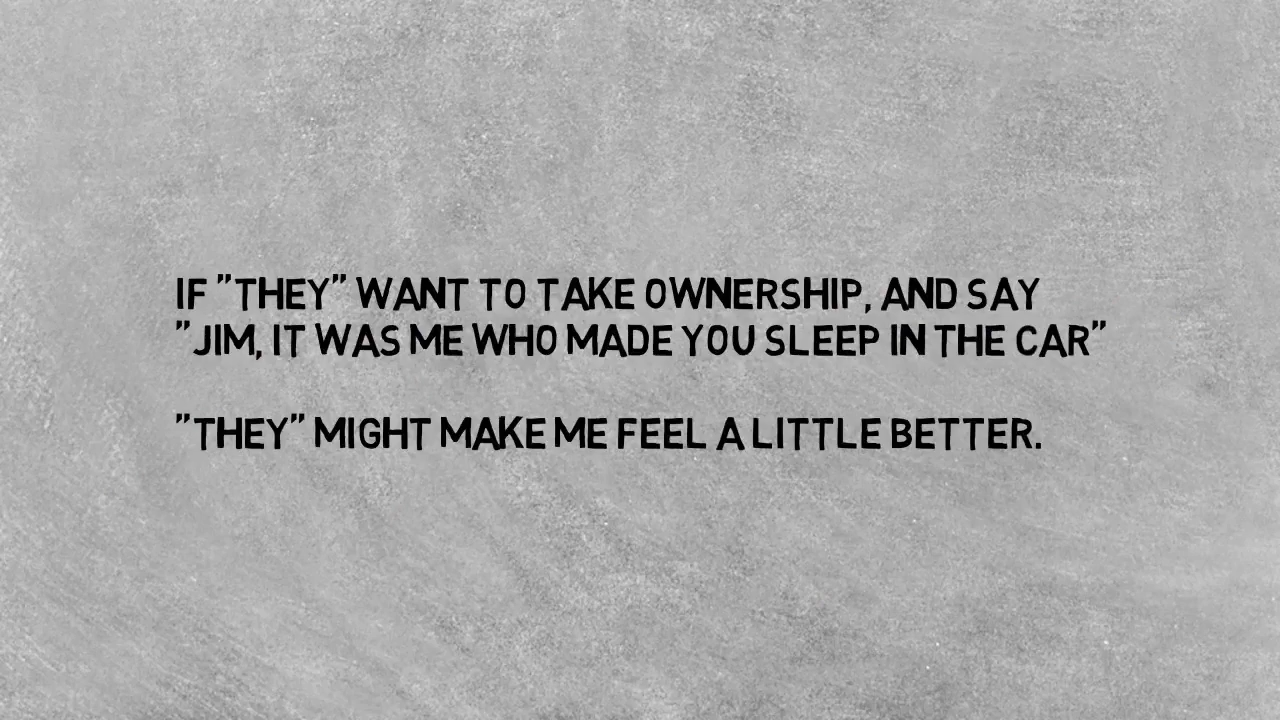 IF "THEY" WANT TO TAKE OWNERSHIP, AND SAY
"JIM, IT WAS ME WHO MADE YOU SLEEP IN THE CAR"
"THEY" MIGHT MAKE ME FEEL A LITTLE BETTER.